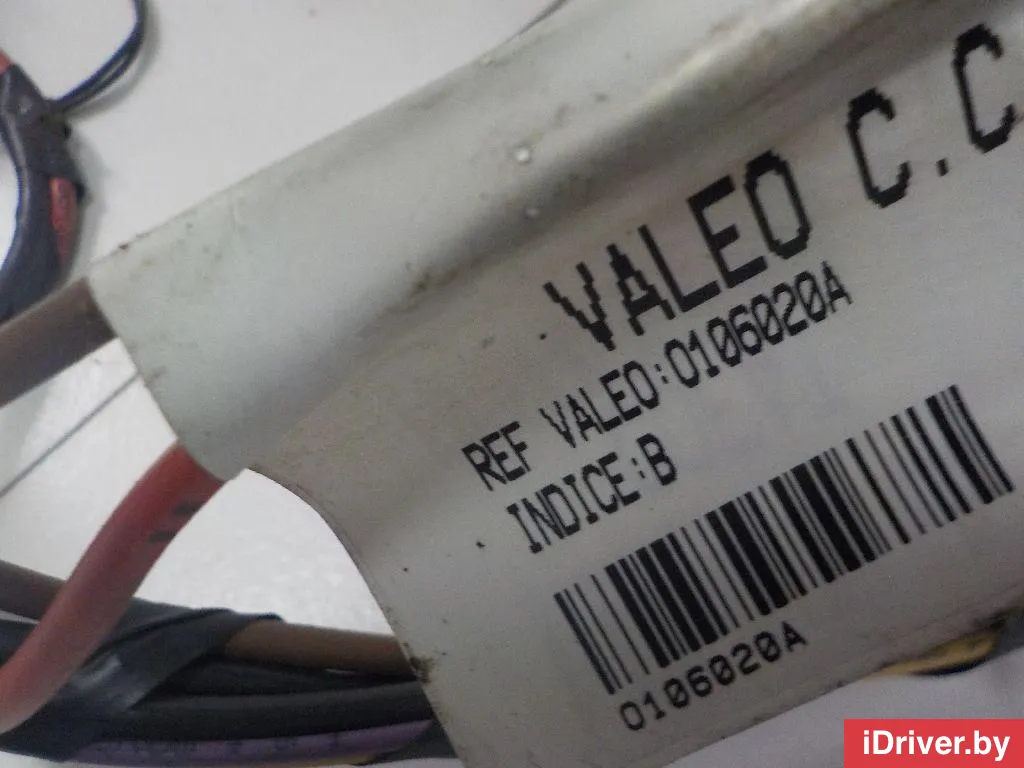 VALEO C.C
REF VALEO:0106020A
INDICE:B
0106020A
iDriver.by